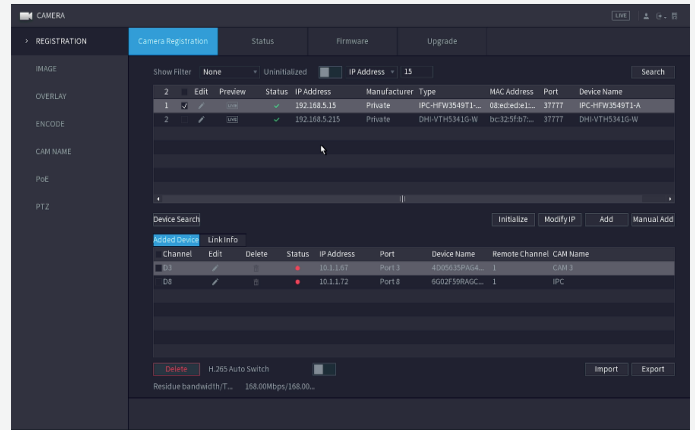 CAMERA LIVE
REGISTRATION
Camera Registration Status Firmware Upgrade
IMAGE
OVERLAY
ENCODE
CAM NAME
PoE
PTZ
Show Filter None Uninitialized IP Address 15 Search
2 Edit Preview Status IP Address Manufacturer Type MAC Address Port Device Name
1 LIVE 192.168.5.15 Private IPC-HFW3549T1-... 08:ed:ed:e1:... 37777 IPC-HFW3549T1-A
2 LIVE 192.168.5.215 Private DHI-VTH5341G-W bc:32:5f:b7:... 37777 DHI-VTH5341G-W
Device Search Initialize Modify IP Add Manual Add
Added Device Link Info
Channel Edit Delete Status IP Address Port Device Name Remote Channel CAM Name
D3 10.1.1.67 Port 3 1 CAM 3
D8 10.1.1.72 Port 8 6G02F59RAGC... 1 IPC
Delete H.265 Auto Switch Import Export
Residue bandwidth/T... 168.00Mbps/168.00...